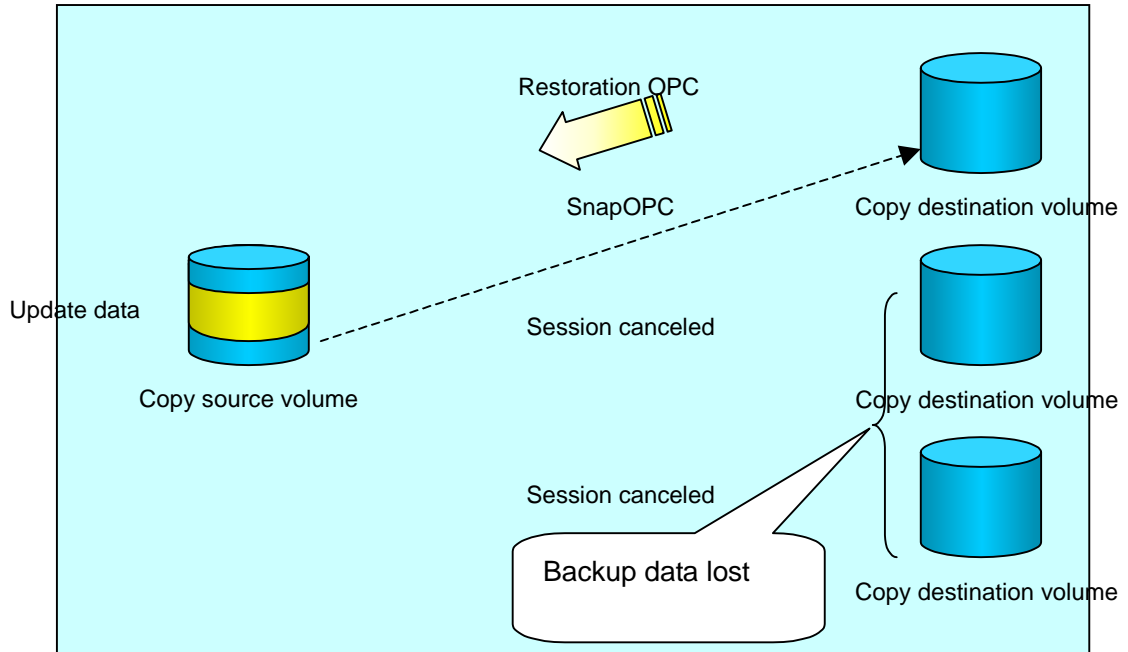 Restoration OPC
SnapOPC
Copy destination volume
Update data
Session canceled
Copy source volume
Copy destination volume
Session canceled
Backup data lost
Copy destination volume